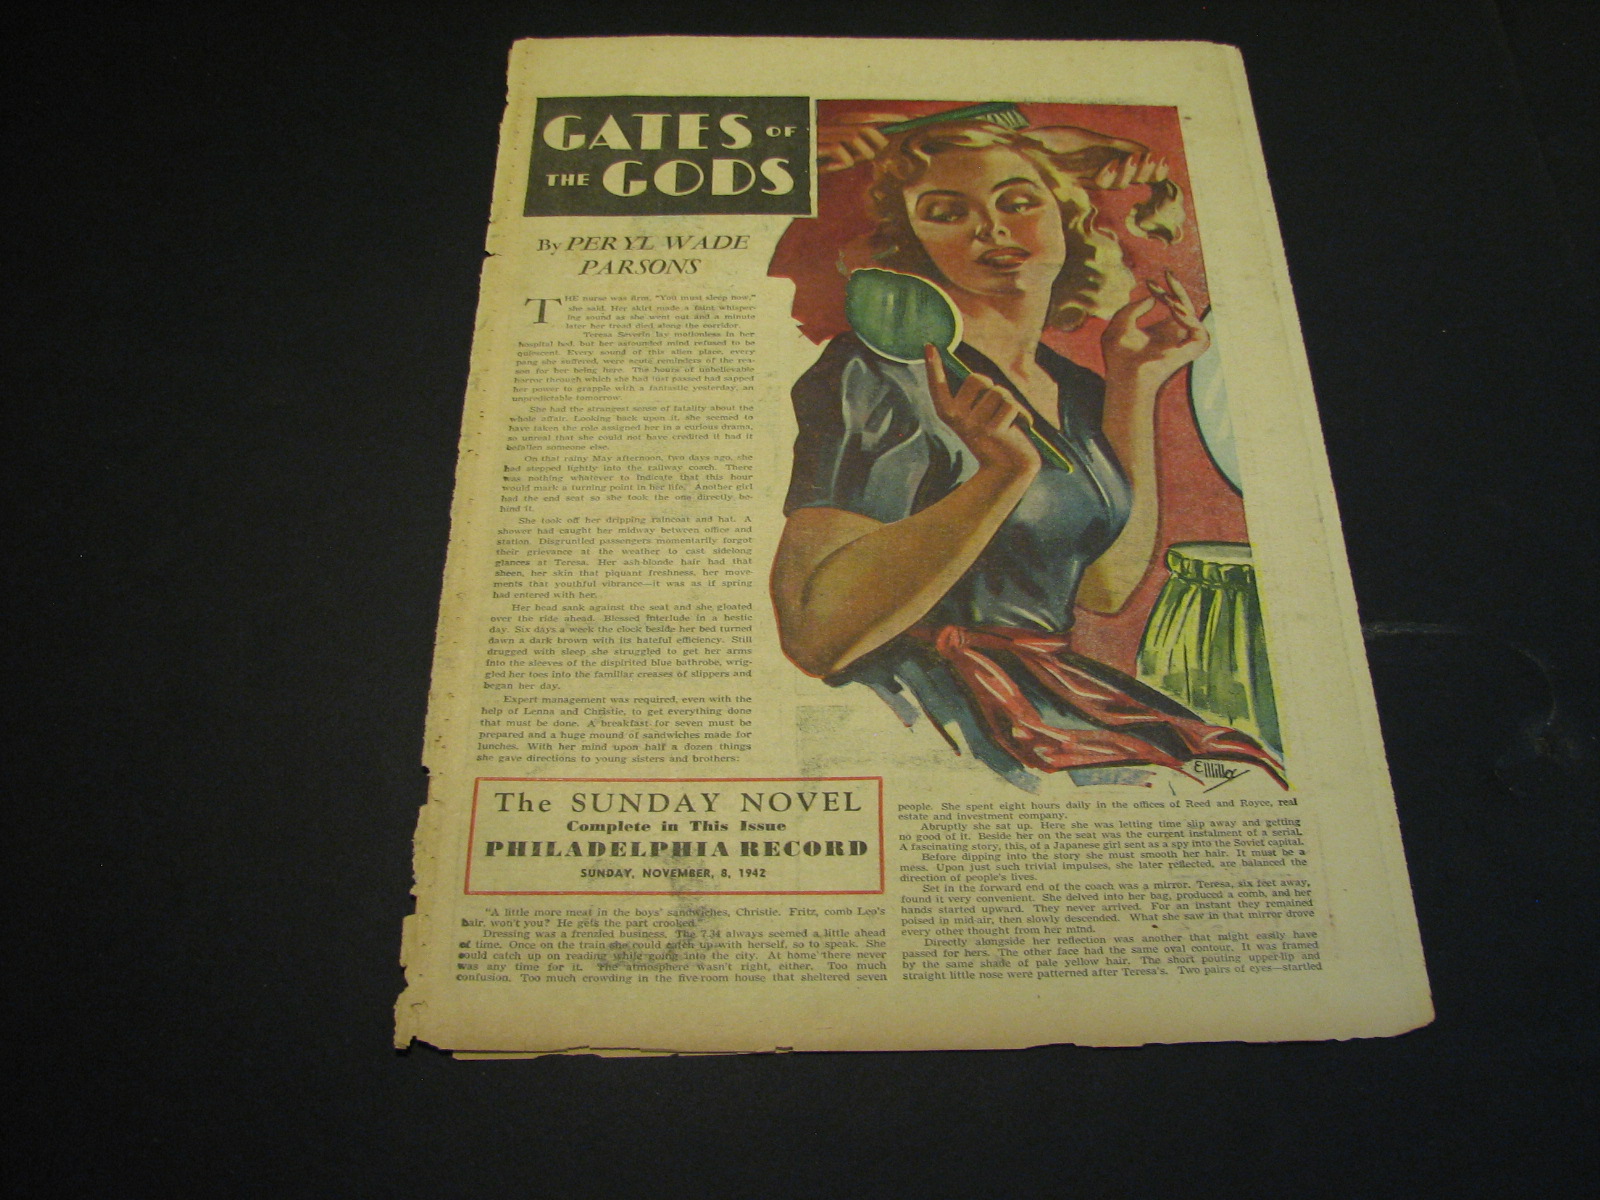 GATES OF
THE GODS
By PERYL WADE
PARSONS
THE nurse was firm. "You must sleep now,"
she said. Her skirt made a faint whisper-
ing sound as she went out and a minute
later her tread died along the corridor.
Teresa Severin lay motionless in her
hospital bed, but her astounded mind refused to be
quiescent. Every sound of this alien place, every
pang she suffered, were acute reminders of the rea-
son for her being here. The hours of unbelievable
horror through which she had just passed had sapped
her power to grapple with a fantastic yesterday, an
unpredictable tomorrow.
She had the strangest sense of fatality about the
whole affair. Looking back upon it, she seemed to
have taken the role assigned her in a curious drama,
so unreal that she could not have credited it had it
befallen someone else.
On that rainy May afternoon, two days ago, she
had stepped lightly into the railway coach. There
was nothing whatever to indicate that this hour
would mark a turning point in her life. Another girl
had the end seat so she took the one directly be-
hind it.
She took off her dripping raincoat and hat. A
shower had caught her midway between office and
station. Disgruntled passengers momentarily forgot
their grievance at the weather to cast sidelong
glances at Teresa. Her ash-blonde hair had that
sheen, her skin that piquant freshness, her move-
ments that youthful vibrance—it was as if spring
had entered with her.
Her head sank against the seat and she gloated
over the ride ahead. Blessed interlude in a hectic
day. Six days a week the clock beside her bed turned
dawn a dark brown with its hateful efficiency. Still
drugged with sleep she struggled to get her arms
into the sleeves of the dispirited blue bathrobe, wrig-
gled her toes into the familiar creases of slippers and
began her day.
Expert management was required, even with the
help of Lenna and Christie, to get everything done
that must be done. A breakfast for seven must be
prepared and a huge mound of sandwiches made for
lunches. With her mind upon half a dozen things
she gave directions to young sisters and brothers:
EMiller
The SUNDAY NOVEL
Complete in This Issue
PHILADELPHIA RECORD
SUNDAY, NOVEMBER, 8, 1942
"A little more meat in the boys' sandwiches, Christie. Fritz, comb Leo's
hair, won't you? He gets the part crooked."
Dressing was a frenzied business. The 7.34 always seemed a little ahead
of time. Once on the train she could catch up with herself, so to speak. She
could catch up on reading while going into the city. At home there never
was any time for it. The atmosphere wasn't right, either. Too much
confusion. Too much crowding in the five-room house that sheltered seven
people. She spent eight hours daily in the offices of Reed and Royce, real
estate and investment company.
Abruptly she sat up. Here she was letting time slip away and getting
no good of it. Beside her on the seat was the current instalment of a serial.
A fascinating story, this, of a Japanese girl sent as a spy into the Soviet capital.
Before dipping into the story she must smooth her hair. It must be a
mess. Upon just such trivial impulses, she later reflected, are balanced the
direction of people's lives.
Set in the forward end of the coach was a mirror. Teresa, six feet away,
found it very convenient. She delved into her bag, produced a comb, and her
hands started upward. They never arrived. For an instant they remained
poised in mid-air, then slowly descended. What she saw in that mirror drove
every other thought from her mind.
Directly alongside her reflection was another that might easily have
passed for hers. The other face had the same oval contour. It was framed
by the same shade of pale yellow hair. The short pouting upper-lip and
straight little nose were patterned after Teresa's. Two pairs of eyes—startled